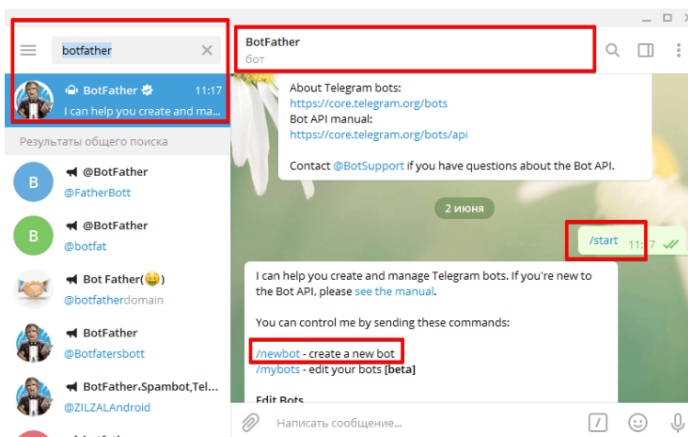 botfather
BotFather 11:17
I can help you create and ma...
Результаты общего поиска
B
@BotFather
@FatherBott
B
@BotFather
@botfat
Bot Father(🤩)
@botfatherdomain
BotFather
@Botfatersbott
BotFather.Spambot,Tel...
@ZILZALAndroid
BotFather
бот
About Telegram bots:
https://core.telegram.org/bots
Bot API manual:
https://core.telegram.org/bots/api
Contact @BotSupport if you have questions about the Bot API.
2 июня
/start 11:17
I can help you create and manage Telegram bots. If you're new to
the Bot API, please see the manual.
You can control me by sending these commands:
/newbot - create a new bot
/mybots - edit your bots [beta]
Edit Bots
Написать сообщение...